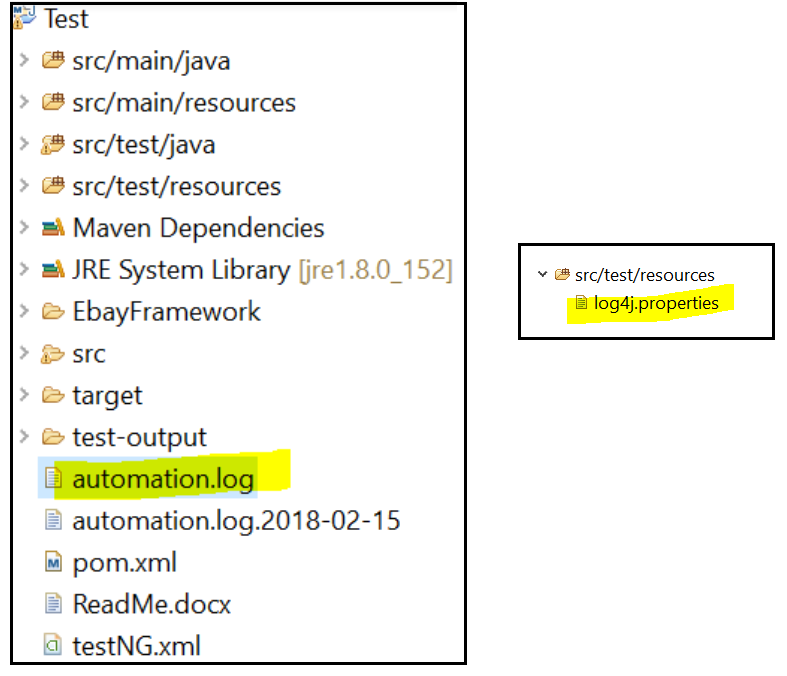 Test
src/main/java
src/main/resources
src/test/java
src/test/resources
Maven Dependencies
JRE System Library [jre1.8.0_152]
EbayFramework
src
target
test-output
automation.log
automation.log.2018-02-15
pom.xml
ReadMe.docx
testNG.xml
src/test/resources
log4j.properties